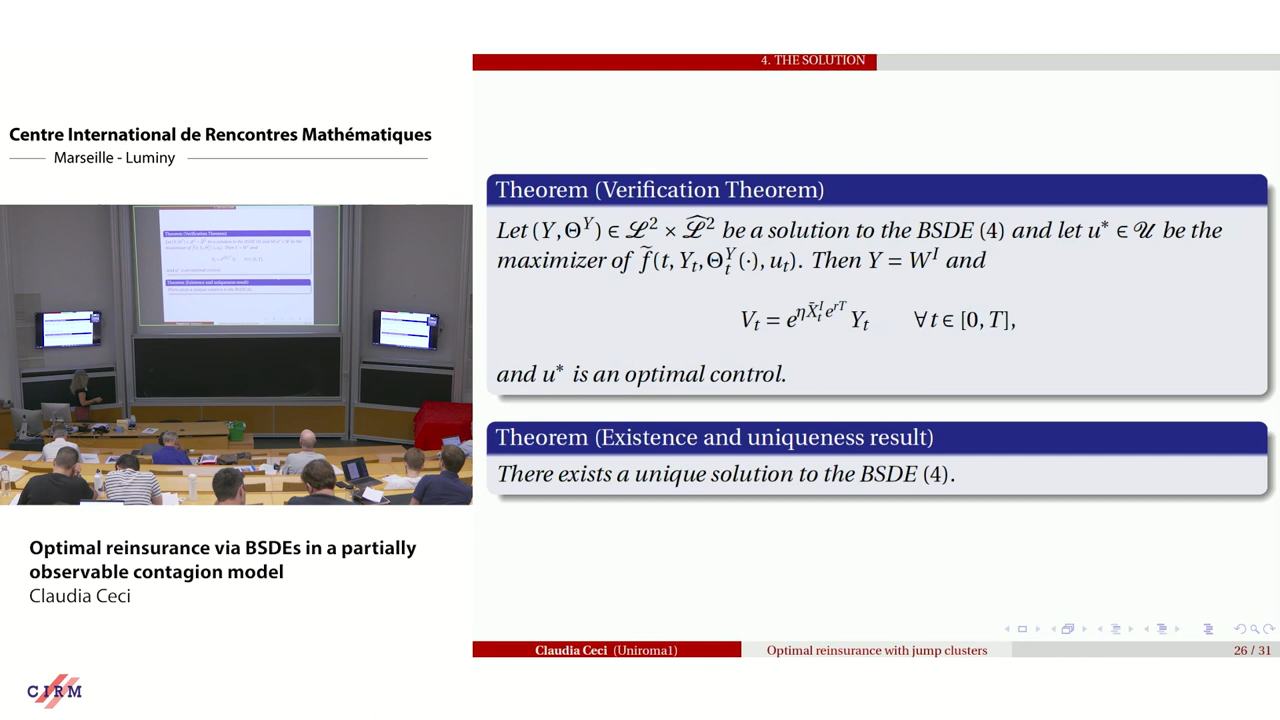 4. THE SOLUTION
Centre International de Rencontres Mathématiques
Marseille - Luminy
Theorem (Verification Theorem)
Let (Y, Θ^Y) ∈ ℒ² × ℒ̂² be a solution to the BSDE (4) and let u* ∈ 𝒰 be the
maximizer of f̃(t, Y_t, Θ_t^Y(·), u_t). Then Y = W^I and
V_t = e^{η X̄_t^I e^{rT}} Y_t ∀ t ∈ [0, T],
and u* is an optimal control.
Theorem (Existence and uniqueness result)
There exists a unique solution to the BSDE (4).
Optimal reinsurance via BSDEs in a partially
observable contagion model
Claudia Ceci
Claudia Ceci (Uniroma1)
Optimal reinsurance with jump clusters
26 / 31
CIRM